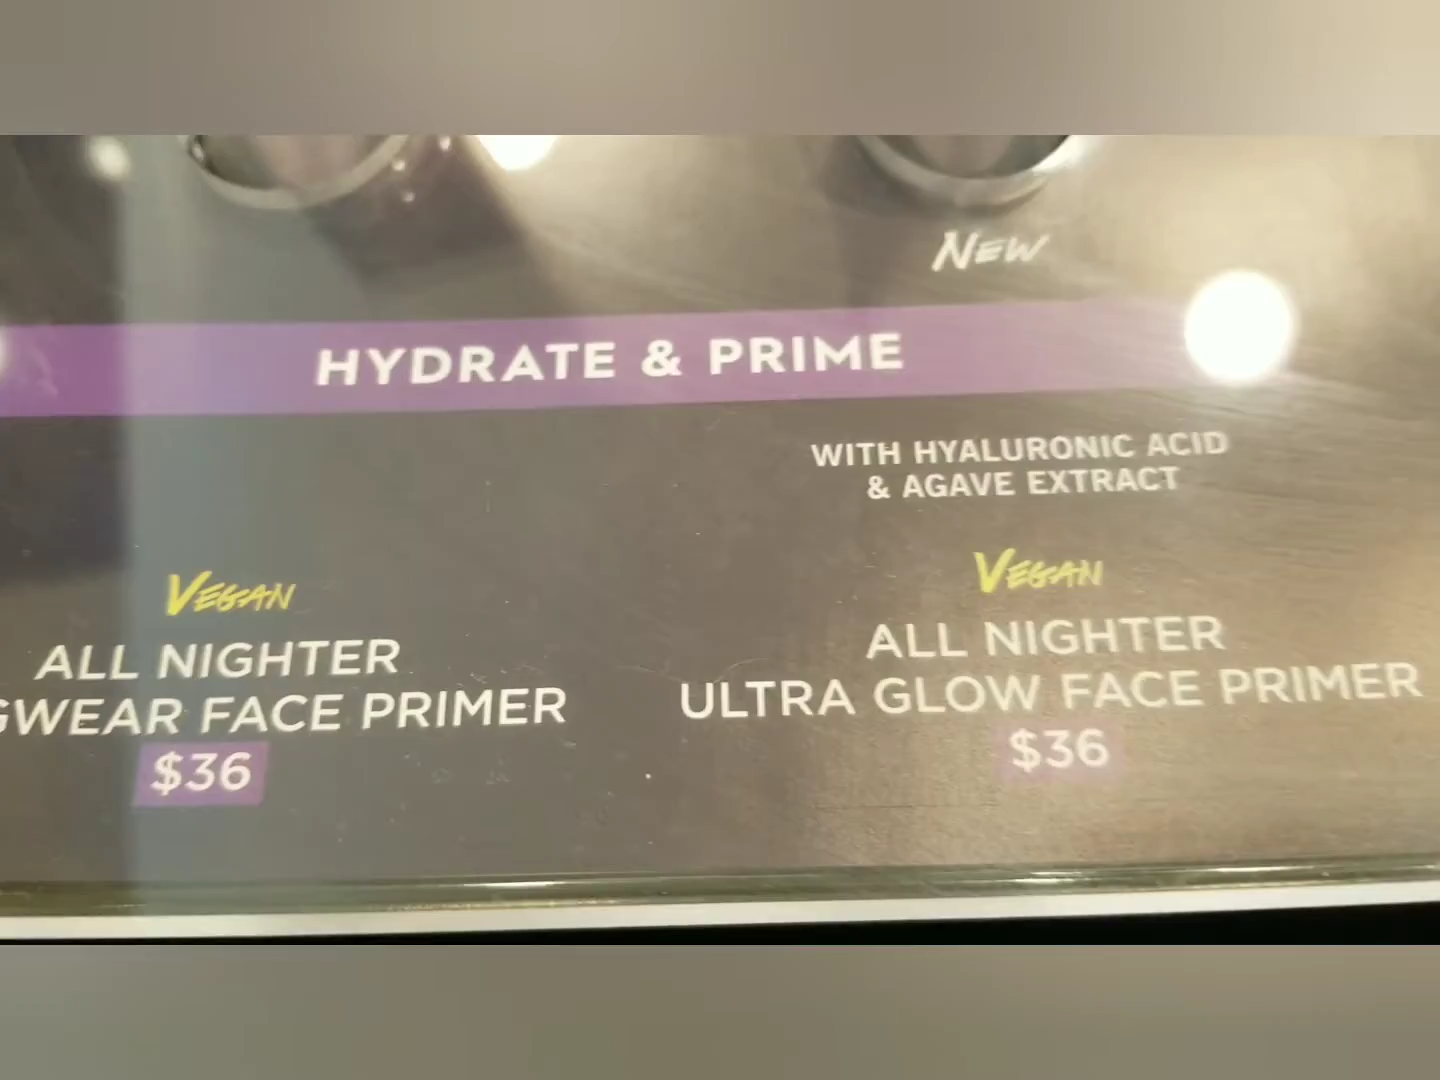 NEW
HYDRATE & PRIME
WITH HYALURONIC ACID
& AGAVE EXTRACT
VEGAN
ALL NIGHTER
GWEAR FACE PRIMER
$36
VEGAN
ALL NIGHTER
ULTRA GLOW FACE PRIMER
$36